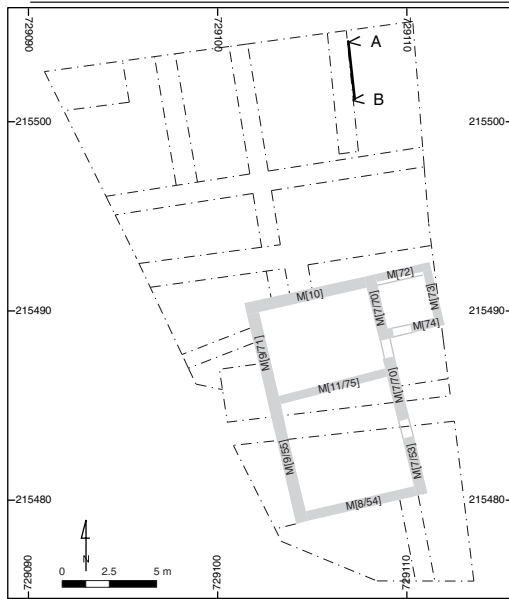 729090
729100
729110
A
B
215500
215500
M[72]
M[10]
M[7/70]
M[73]
215490
215490
M[74]
M[9/71]
M[7/70]
M[11/75]
M[9/55]
M[7/53]
M[8/54]
215480
215480
N
0 2.5 5 m
729090
729100
729110